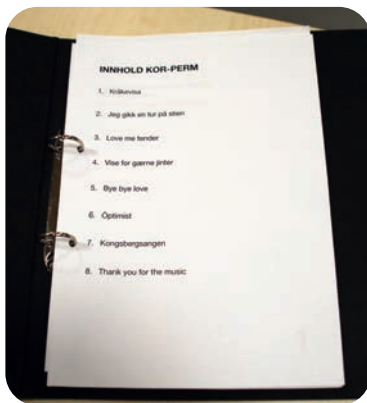 INNHOLD KOR-PERM
1. Kråkevisa
2. Jeg gikk en tur på stien
3. Love me tender
4. Vise for gærne jinter
5. Bye bye love
6. Optimist
7. Kongsbergsangen
8. Thank you for the music